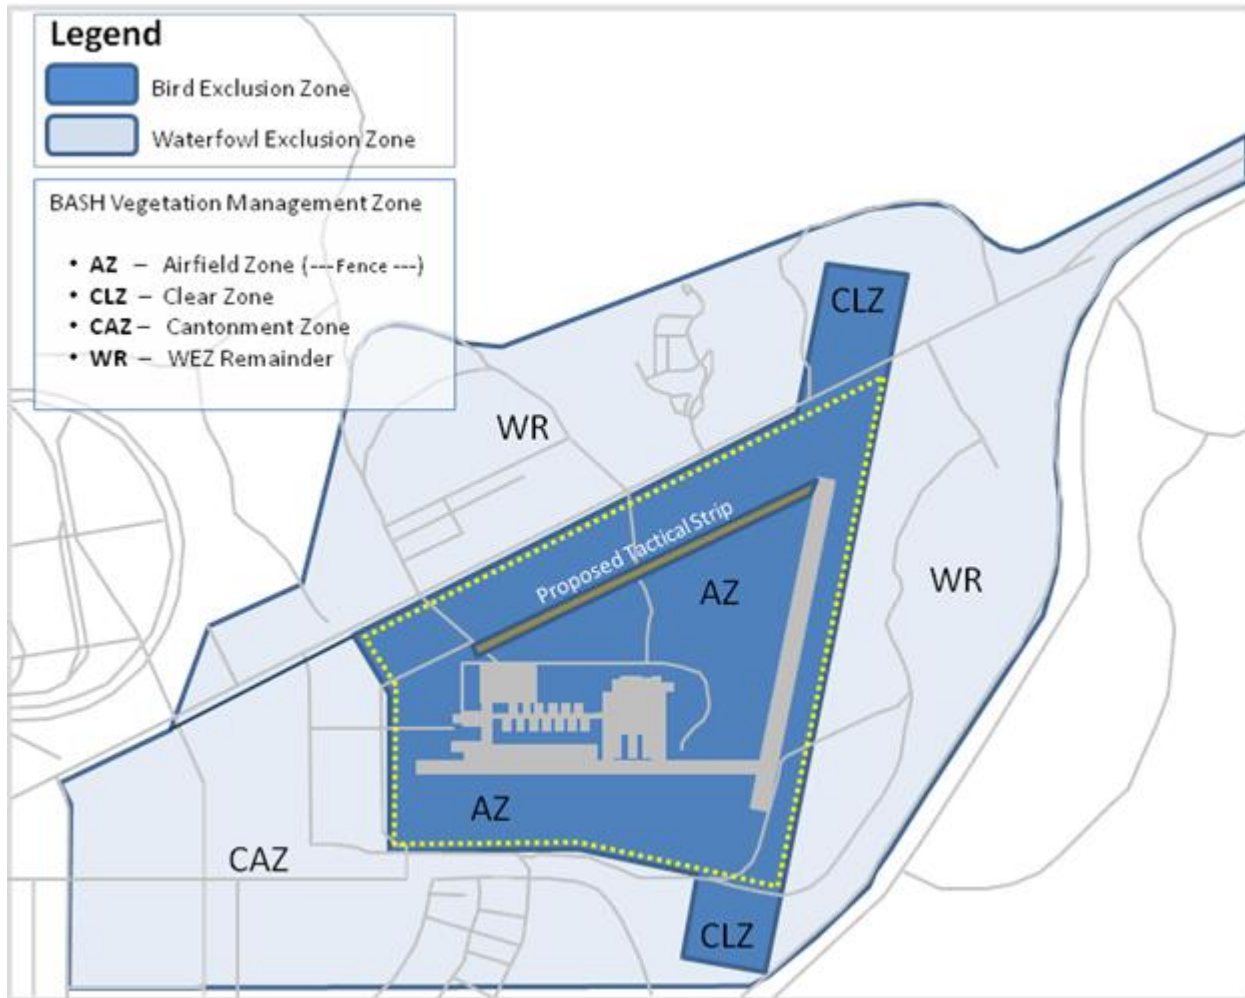 Legend
Bird Exclusion Zone
Waterfowl Exclusion Zone
BASH Vegetation Management Zone
• AZ – Airfield Zone (---Fence ---)
• CLZ – Clear Zone
• CAZ – Cantonment Zone
• WR – WEZ Remainder
CLZ
WR
Proposed Tactical Strip
AZ
WR
AZ
CAZ
CLZ